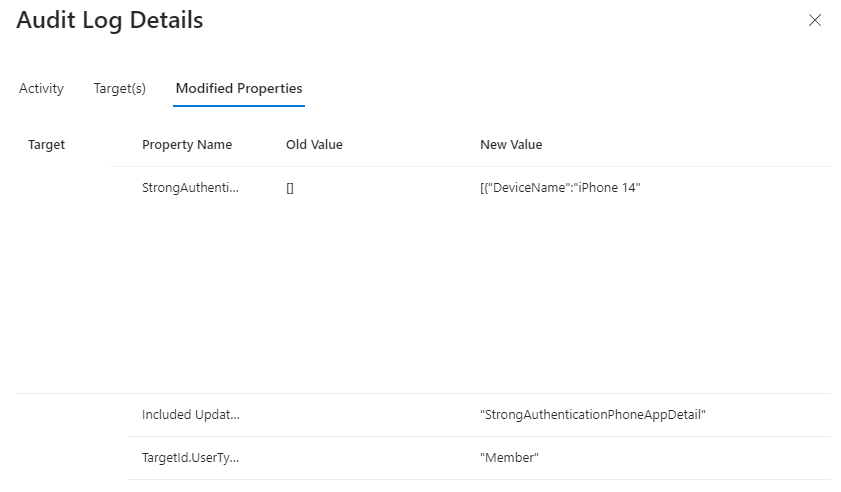 Audit Log Details
Activity Target(s) Modified Properties
Target Property Name Old Value New Value
StrongAuthenti... [] [{"DeviceName":"iPhone 14"
Included Updat... "StrongAuthenticationPhoneAppDetail"
TargetId.UserTy... "Member"